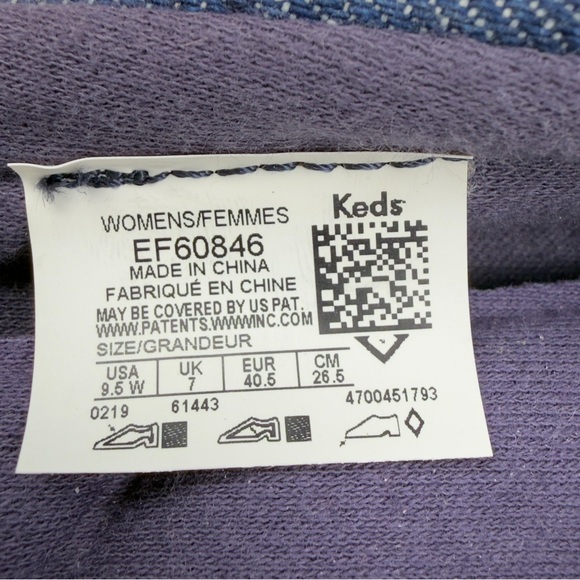 WOMENS/FEMMES
Keds
EF60846
MADE IN CHINA
FABRIQUÉ EN CHINE
MAY BE COVERED BY US PAT.
WWW.PATENTS.WWWINC.COM
SIZE/GRANDEUR
USA UK EUR CM
9.5 W 7 40.5 26.5
0219 61443 4700451793